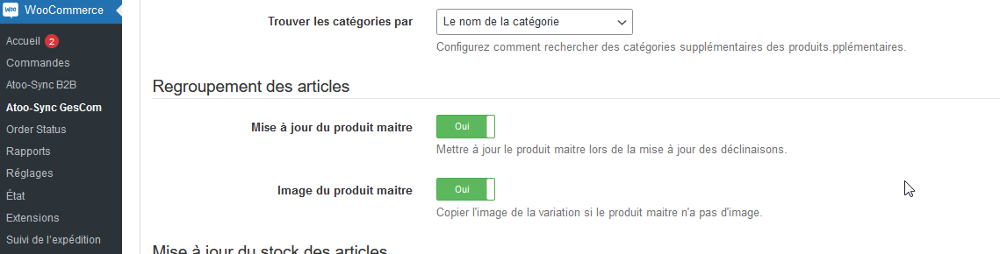 WOO WooCommerce
Accueil 2
Commandes
Atoo-Sync B2B
Atoo-Sync GesCom
Order Status
Rapports
Réglages
État
Extensions
Suivi de l'expédition
Trouver les catégories par Le nom de la catégorie
Configurez comment rechercher des catégories supplémentaires des produits.pplémentaires.
Regroupement des articles
Mise à jour du produit maitre Oui
Mettre à jour le produit maitre lors de la mise à jour des déclinaisons.
Image du produit maitre Oui
Copier l'image de la variation si le produit maitre n'a pas d'image.
Mise à jour du stock des articles